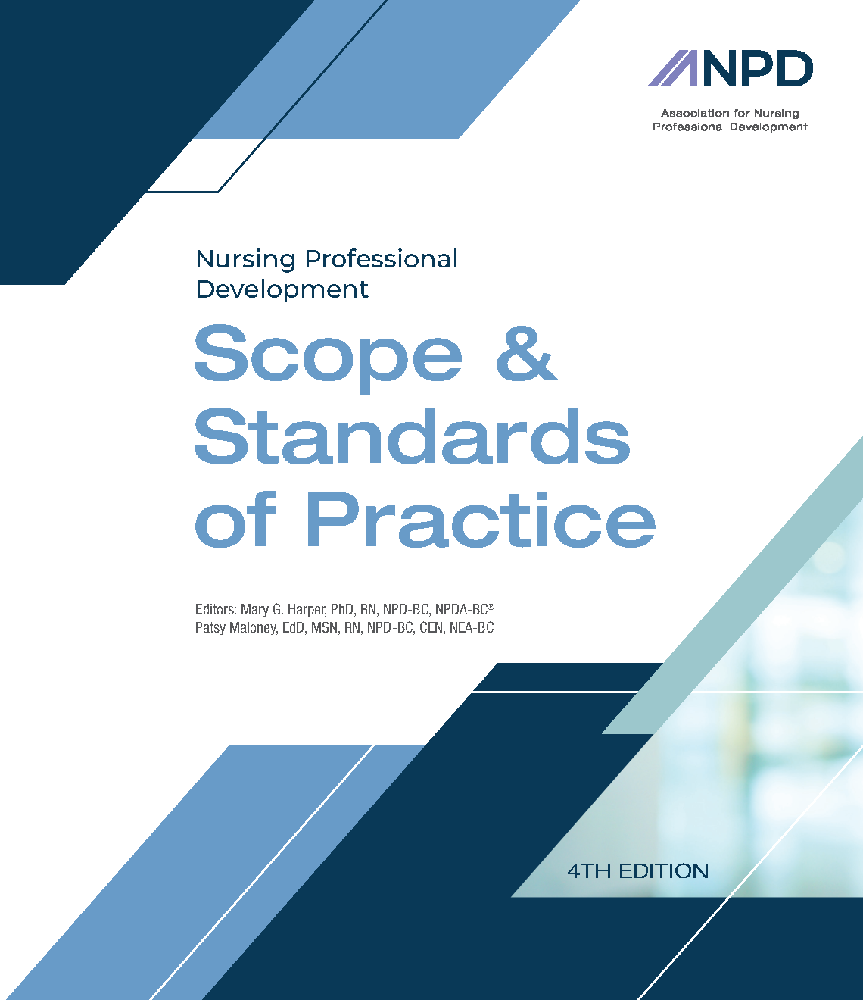 ANPD
Association for Nursing
Professional Development
Nursing Professional
Development
Scope &
Standards
of Practice
Editors: Mary G. Harper, PhD, RN, NPD-BC, NPDA-BC®
Patsy Maloney, EdD, MSN, RN, NPD-BC, CEN, NEA-BC
4TH EDITION